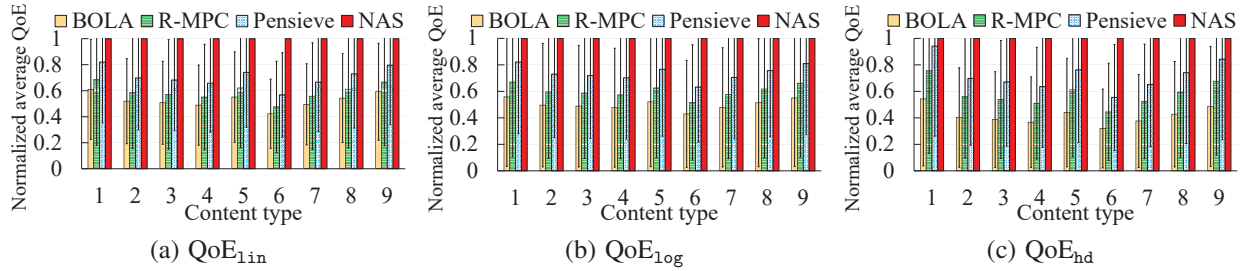 BOLA R-MPC Pensieve NAS
Normalized average QoE
1
0.8
0.6
0.4
0.2
0
1 2 3 4 5 6 7 8 9
Content type
(a) QoE_lin
BOLA R-MPC Pensieve NAS
Normalized average QoE
1
0.8
0.6
0.4
0.2
0
1 2 3 4 5 6 7 8 9
Content type
(b) QoE_log
BOLA R-MPC Pensieve NAS
Normalized average QoE
1
0.8
0.6
0.4
0.2
0
1 2 3 4 5 6 7 8 9
Content type
(c) QoE_hd